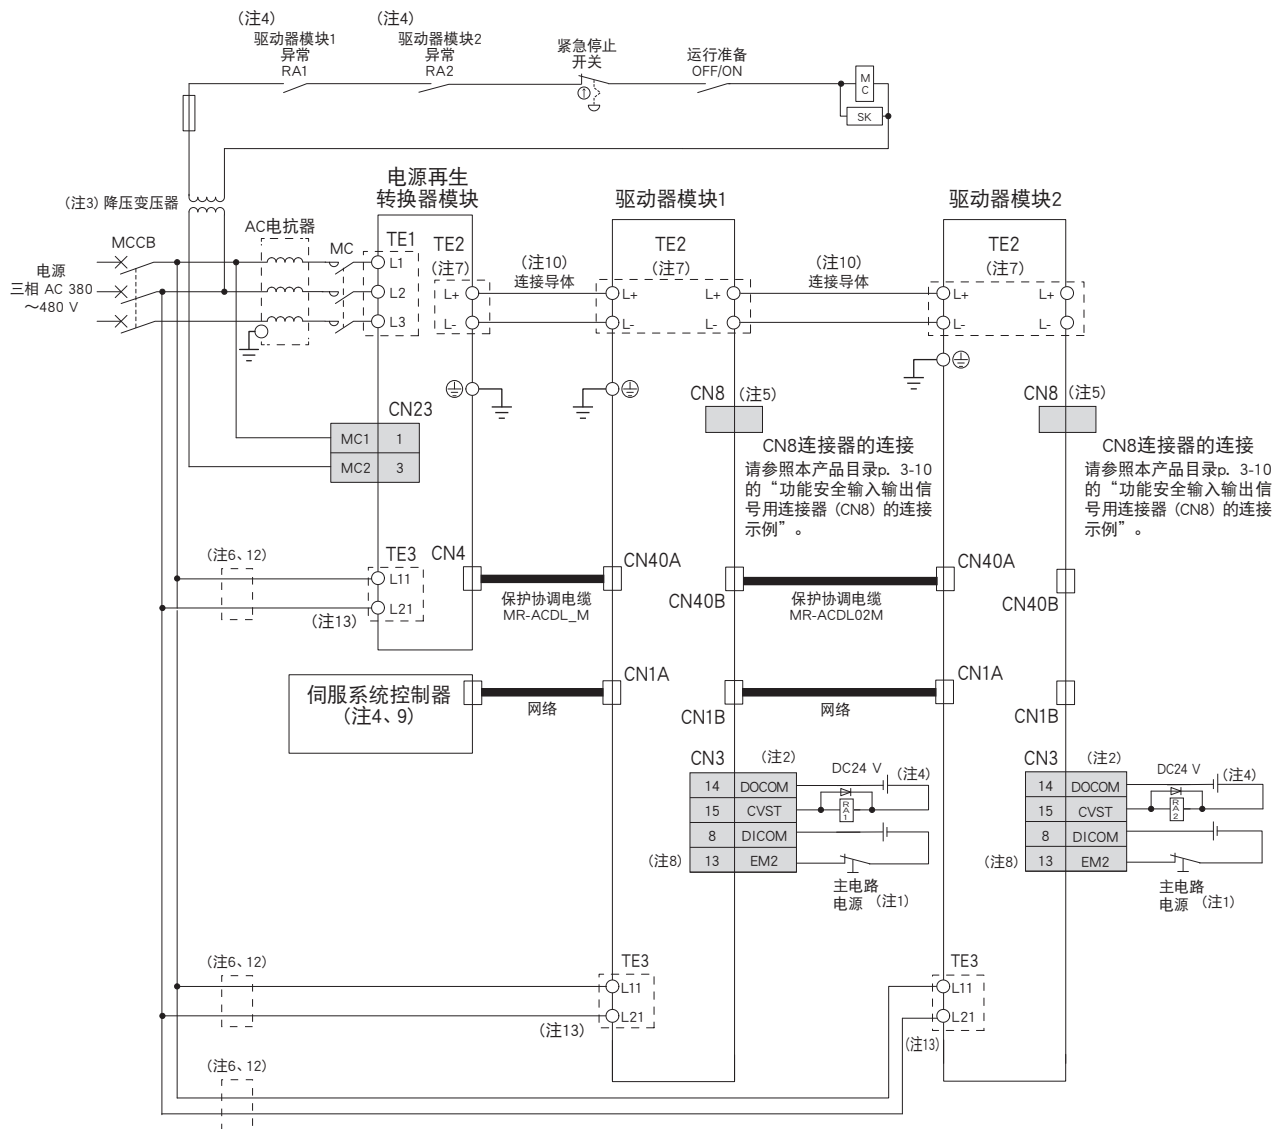 (注4)
驱动器模块1
异常
RA1
(注4)
驱动器模块2
异常
RA2
紧急停止
开关
运行准备
OFF/ON
MC
SK
(注3) 降压变压器
电源再生
转换器模块
驱动器模块1
驱动器模块2
MCCB
AC电抗器
MC
TE1
TE2
(注7)
(注10)
连接导体
TE2
(注7)
(注10)
连接导体
TE2
(注7)
电源
三相 AC 380
～480 V
L1
L2
L3
L+
L-
L+
L-
L+
L-
L+
L-
L+
L-
CN23
MC1 1
MC2 3
CN8 (注5)
CN8连接器的连接
请参照本产品目录p. 3-10
的“功能安全输入输出信
号用连接器 (CN8) 的连接
示例”。
CN8 (注5)
CN8连接器的连接
请参照本产品目录p. 3-10
的“功能安全输入输出信
号用连接器 (CN8) 的连接
示例”。
(注6、12)
TE3
L11
L21
(注13)
CN4
CN40A
保护协调电缆
MR-ACDL_M
CN40B
CN40A
保护协调电缆
MR-ACDL02M
CN40B
伺服系统控制器
(注4、9)
网络
CN1A
CN1B
网络
CN1A
CN1B
CN3 (注2)
DC24 V (注4)
14 DOCOM
15 CVST
RA1
8 DICOM
(注8) 13 EM2
主电路
电源 (注1)
CN3 (注2)
DC24 V (注4)
14 DOCOM
15 CVST
RA2
8 DICOM
(注8) 13 EM2
主电路
电源 (注1)
(注6、12)
TE3
L11
L21
(注13)
TE3
L11
L21
(注13)
(注6、12)